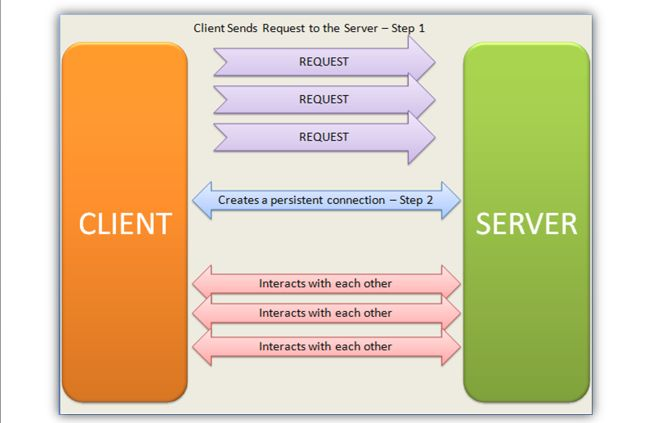 Client Sends Request to the Server – Step 1
REQUEST
REQUEST
REQUEST
Creates a persistent connection – Step 2
CLIENT
SERVER
Interacts with each other
Interacts with each other
Interacts with each other